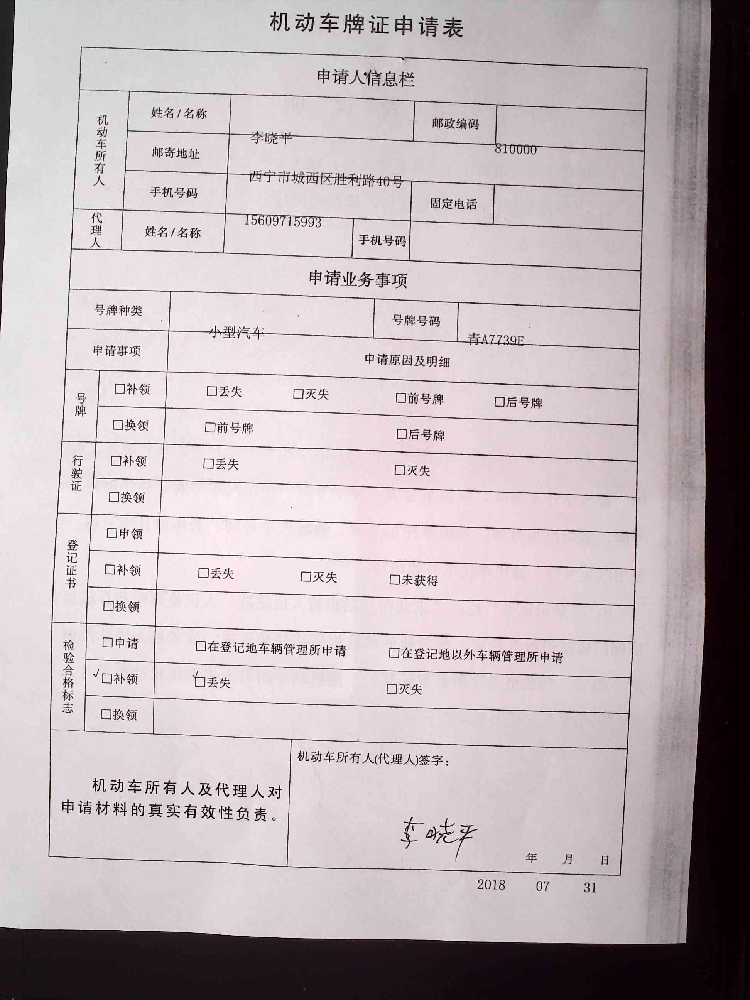 机动车牌证申请表
申请人信息栏
机动车所有人
姓名/名称
李晓平
邮政编码
810000
邮寄地址
西宁市城西区胜利路40号
手机号码
15609715993
固定电话
代理人
姓名/名称
手机号码
申请业务事项
号牌种类
小型汽车
号牌号码
青A7739E
申请事项
申请原因及明细
号牌
□补领 □丢失 □灭失 □前号牌 □后号牌
□换领 □前号牌 □后号牌
行驶证
□补领 □丢失 □灭失
□换领
登记证书
□申领
□补领 □丢失 □灭失 □未获得
□换领
检验合格标志
□申请 □在登记地车辆管理所申请 □在登记地以外车辆管理所申请
√□补领 √□丢失 □灭失
□换领
机动车所有人及代理人对
申请材料的真实有效性负责。
机动车所有人(代理人)签字：
李晓平
年 月 日
2018 07 31